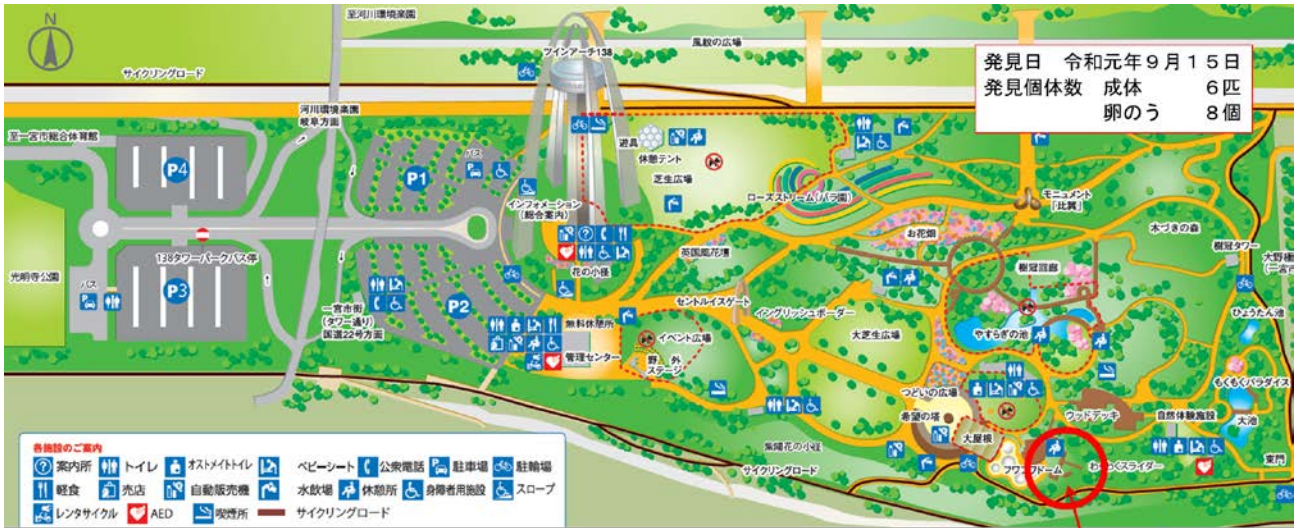 至河川環境楽園
N
ツインアーチ138
風紋の広場
サイクリングロード
発見日 令和元年9月15日
発見個体数 成体 6匹
卵のう 8個
河川環境楽園
岐阜方面
至一宮市総合体育館
P4
P1
バス
遊具
休憩テント
芝生広場
インフォメーション
(総合案内)
ローズストリーム(バラ園)
モニュメント
「比翼」
木づきの森
樹冠タワー
お花畑
英国風花壇
樹冠回廊
花の小径
138タワーパークバス停
光明寺公園
バス
P3
P2
一宮市街
(タワー通り)
国道22号方面
セントルイスゲート
イングリッシュボーダー
大芝生広場
やすらぎの池
ひょうたん池
無料休憩所
イベント広場
管理センター
野外
ステージ
つどいの広場
もくもくパラダイス
希望の塔
ウッドデッキ
自然体験施設
大池
大屋根
紫陽花の小径
サイクリングロード
東門
各施設のご案内
案内所 トイレ オストメイトトイレ ベビーシート 公衆電話 駐車場 駐輪場
軽食 売店 自動販売機 水飲場 休憩所 身障者用施設 スロープ
レンタサイクル AED 喫煙所 サイクリングロード